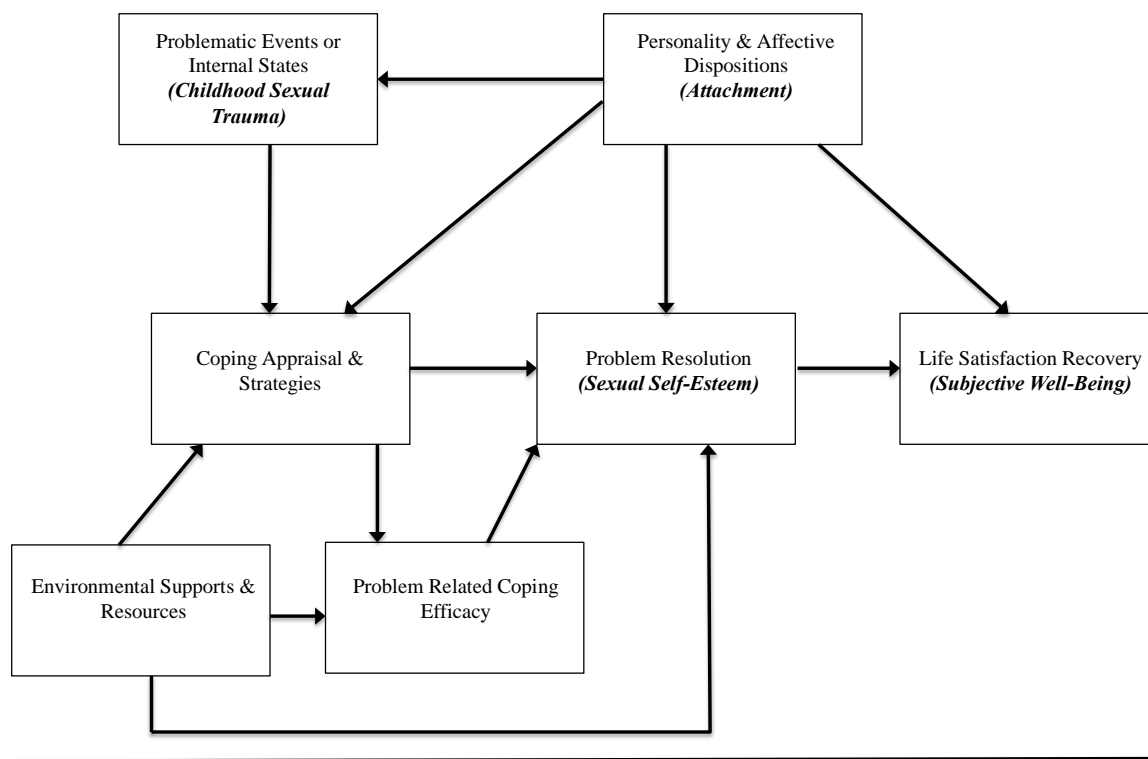 Problematic Events or
Internal States
(Childhood Sexual
Trauma)
Personality & Affective
Dispositions
(Attachment)
Coping Appraisal &
Strategies
Problem Resolution
(Sexual Self-Esteem)
Life Satisfaction Recovery
(Subjective Well-Being)
Environmental Supports &
Resources
Problem Related Coping
Efficacy